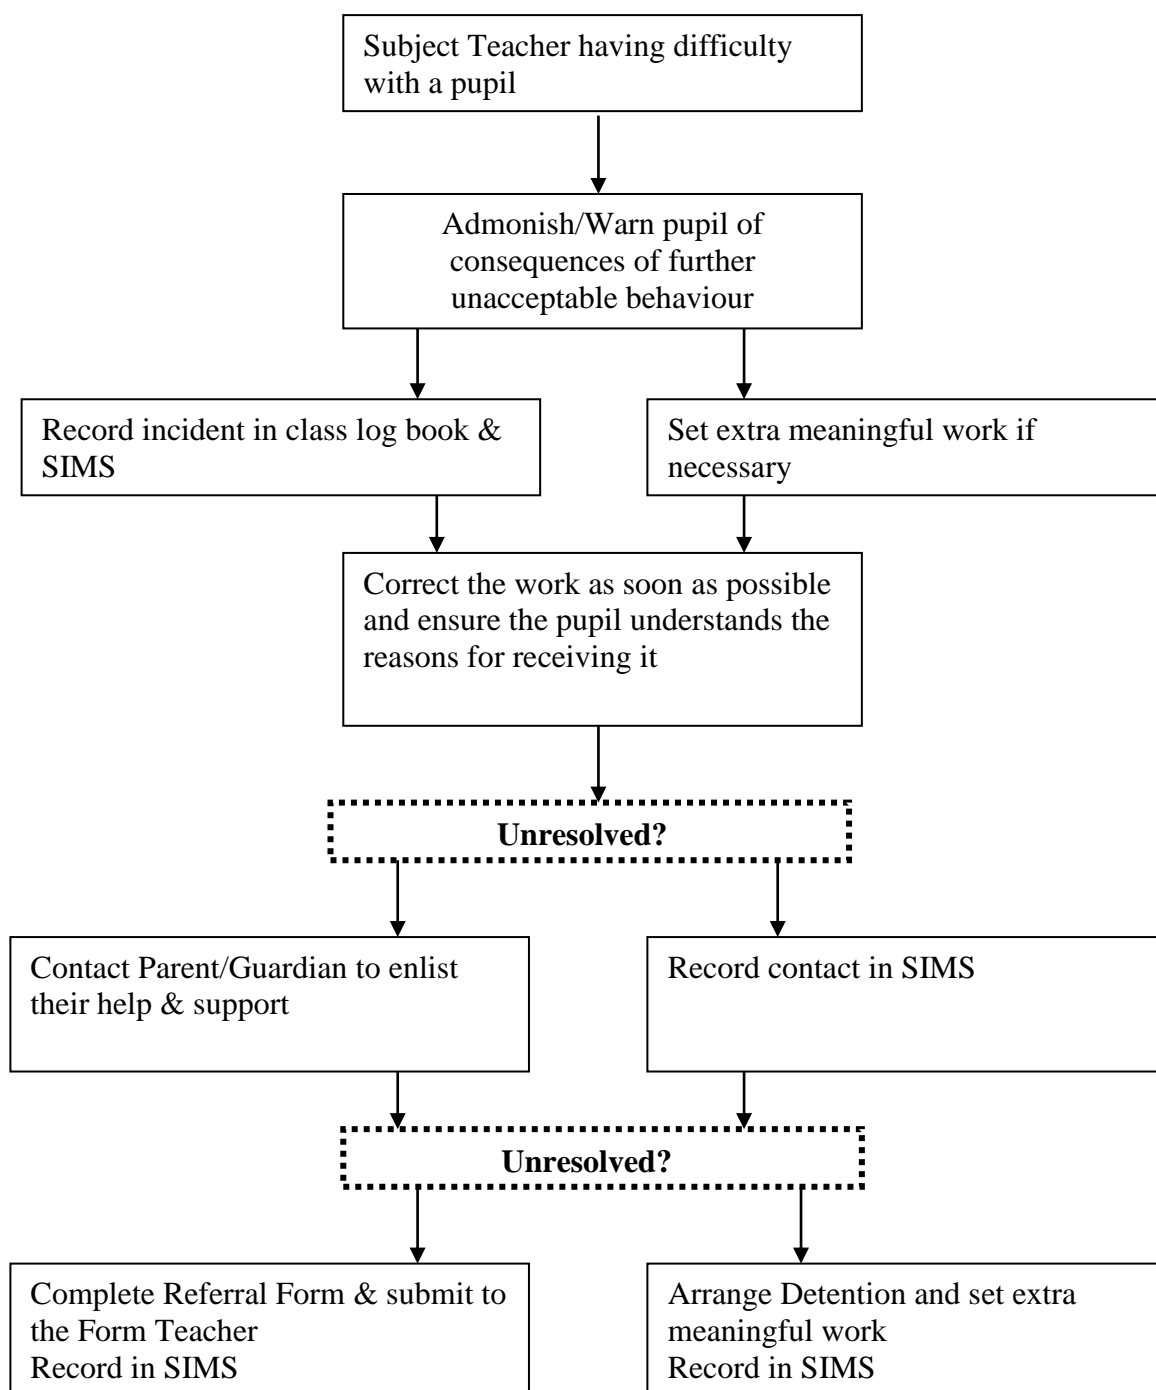 Subject Teacher having difficulty
with a pupil
Admonish/Warn pupil of
consequences of further
unacceptable behaviour
Record incident in class log book &
SIMS
Set extra meaningful work if
necessary
Correct the work as soon as possible
and ensure the pupil understands the
reasons for receiving it
Unresolved?
Contact Parent/Guardian to enlist
their help & support
Record contact in SIMS
Unresolved?
Complete Referral Form & submit to
the Form Teacher
Record in SIMS
Arrange Detention and set extra
meaningful work
Record in SIMS